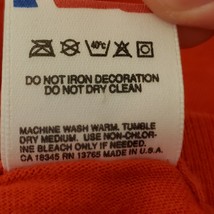 40°C
DO NOT IRON DECORATION
DO NOT DRY CLEAN
MACHINE WASH WARM. TUMBLE
DRY MEDIUM. USE NON-CHLOR-
INE BLEACH ONLY IF NEEDED.
CA 18345 RN 13765 MADE IN U.S.A.